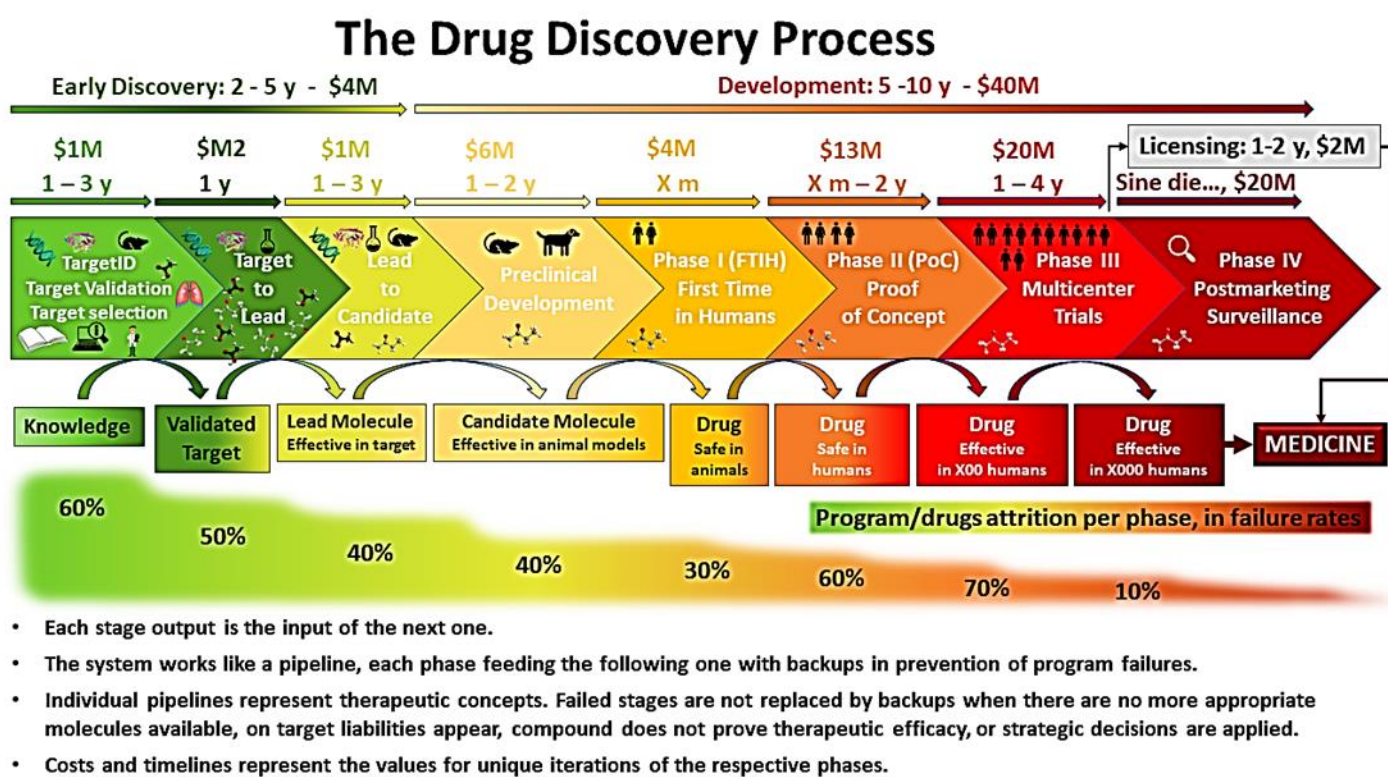 The Drug Discovery Process
Early Discovery: 2 - 5 y - $4M
Development: 5 -10 y - $40M
$1M
1 – 3 y
$M2
1 y
$1M
1 – 3 y
$6M
1 – 2 y
$4M
X m
$13M
X m – 2 y
$20M
1 – 4 y
Licensing: 1-2 y, $2M
Sine die..., $20M
TargetID
Target Validation
Target selection
Target
to
Lead
Lead
to
Candidate
Preclinical
Development
Phase I (FTIH)
First Time
in Humans
Phase II (PoC)
Proof
of Concept
Phase III
Multicenter
Trials
Phase IV
Postmarketing
Surveillance
Knowledge
Validated
Target
Lead Molecule
Effective in target
Candidate Molecule
Effective in animal models
Drug
Safe in
animals
Drug
Safe in
humans
Drug
Effective
in X00 humans
Drug
Effective
in X000 humans
MEDICINE
Program/drugs attrition per phase, in failure rates
60%
50%
40%
40%
30%
60%
70%
10%
• Each stage output is the input of the next one.
• The system works like a pipeline, each phase feeding the following one with backups in prevention of program failures.
• Individual pipelines represent therapeutic concepts. Failed stages are not replaced by backups when there are no more appropriate
molecules available, on target liabilities appear, compound does not prove therapeutic efficacy, or strategic decisions are applied.
• Costs and timelines represent the values for unique iterations of the respective phases.